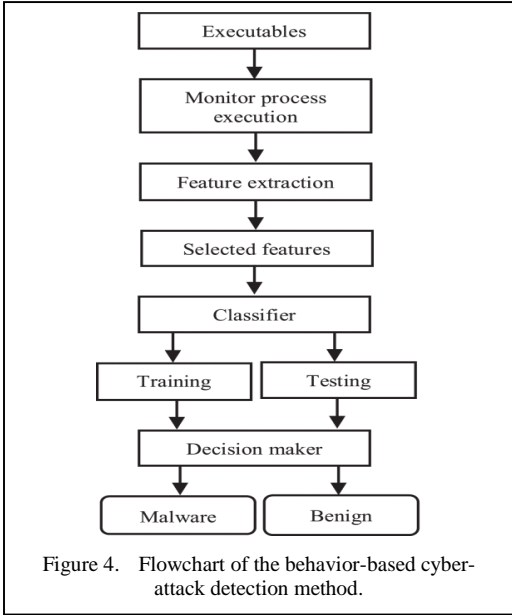 Executables
Monitor process
execution
Feature extraction
Selected features
Classifier
Training
Testing
Decision maker
Malware
Benign
Figure 4. Flowchart of the behavior-based cyber-
attack detection method.